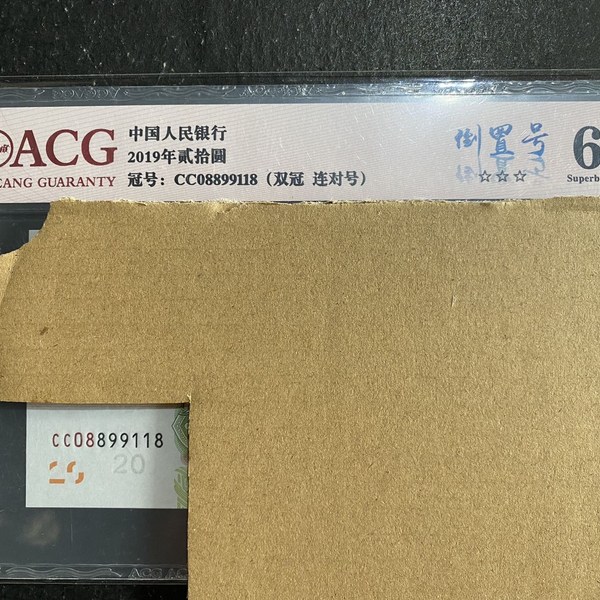 ACG
CANG GUARANTY
中国人民银行
2019年贰拾圆
冠号：CC08899118（双冠 连对号）
倒置号
☆☆☆
6
Superb
CC08899118
20
20